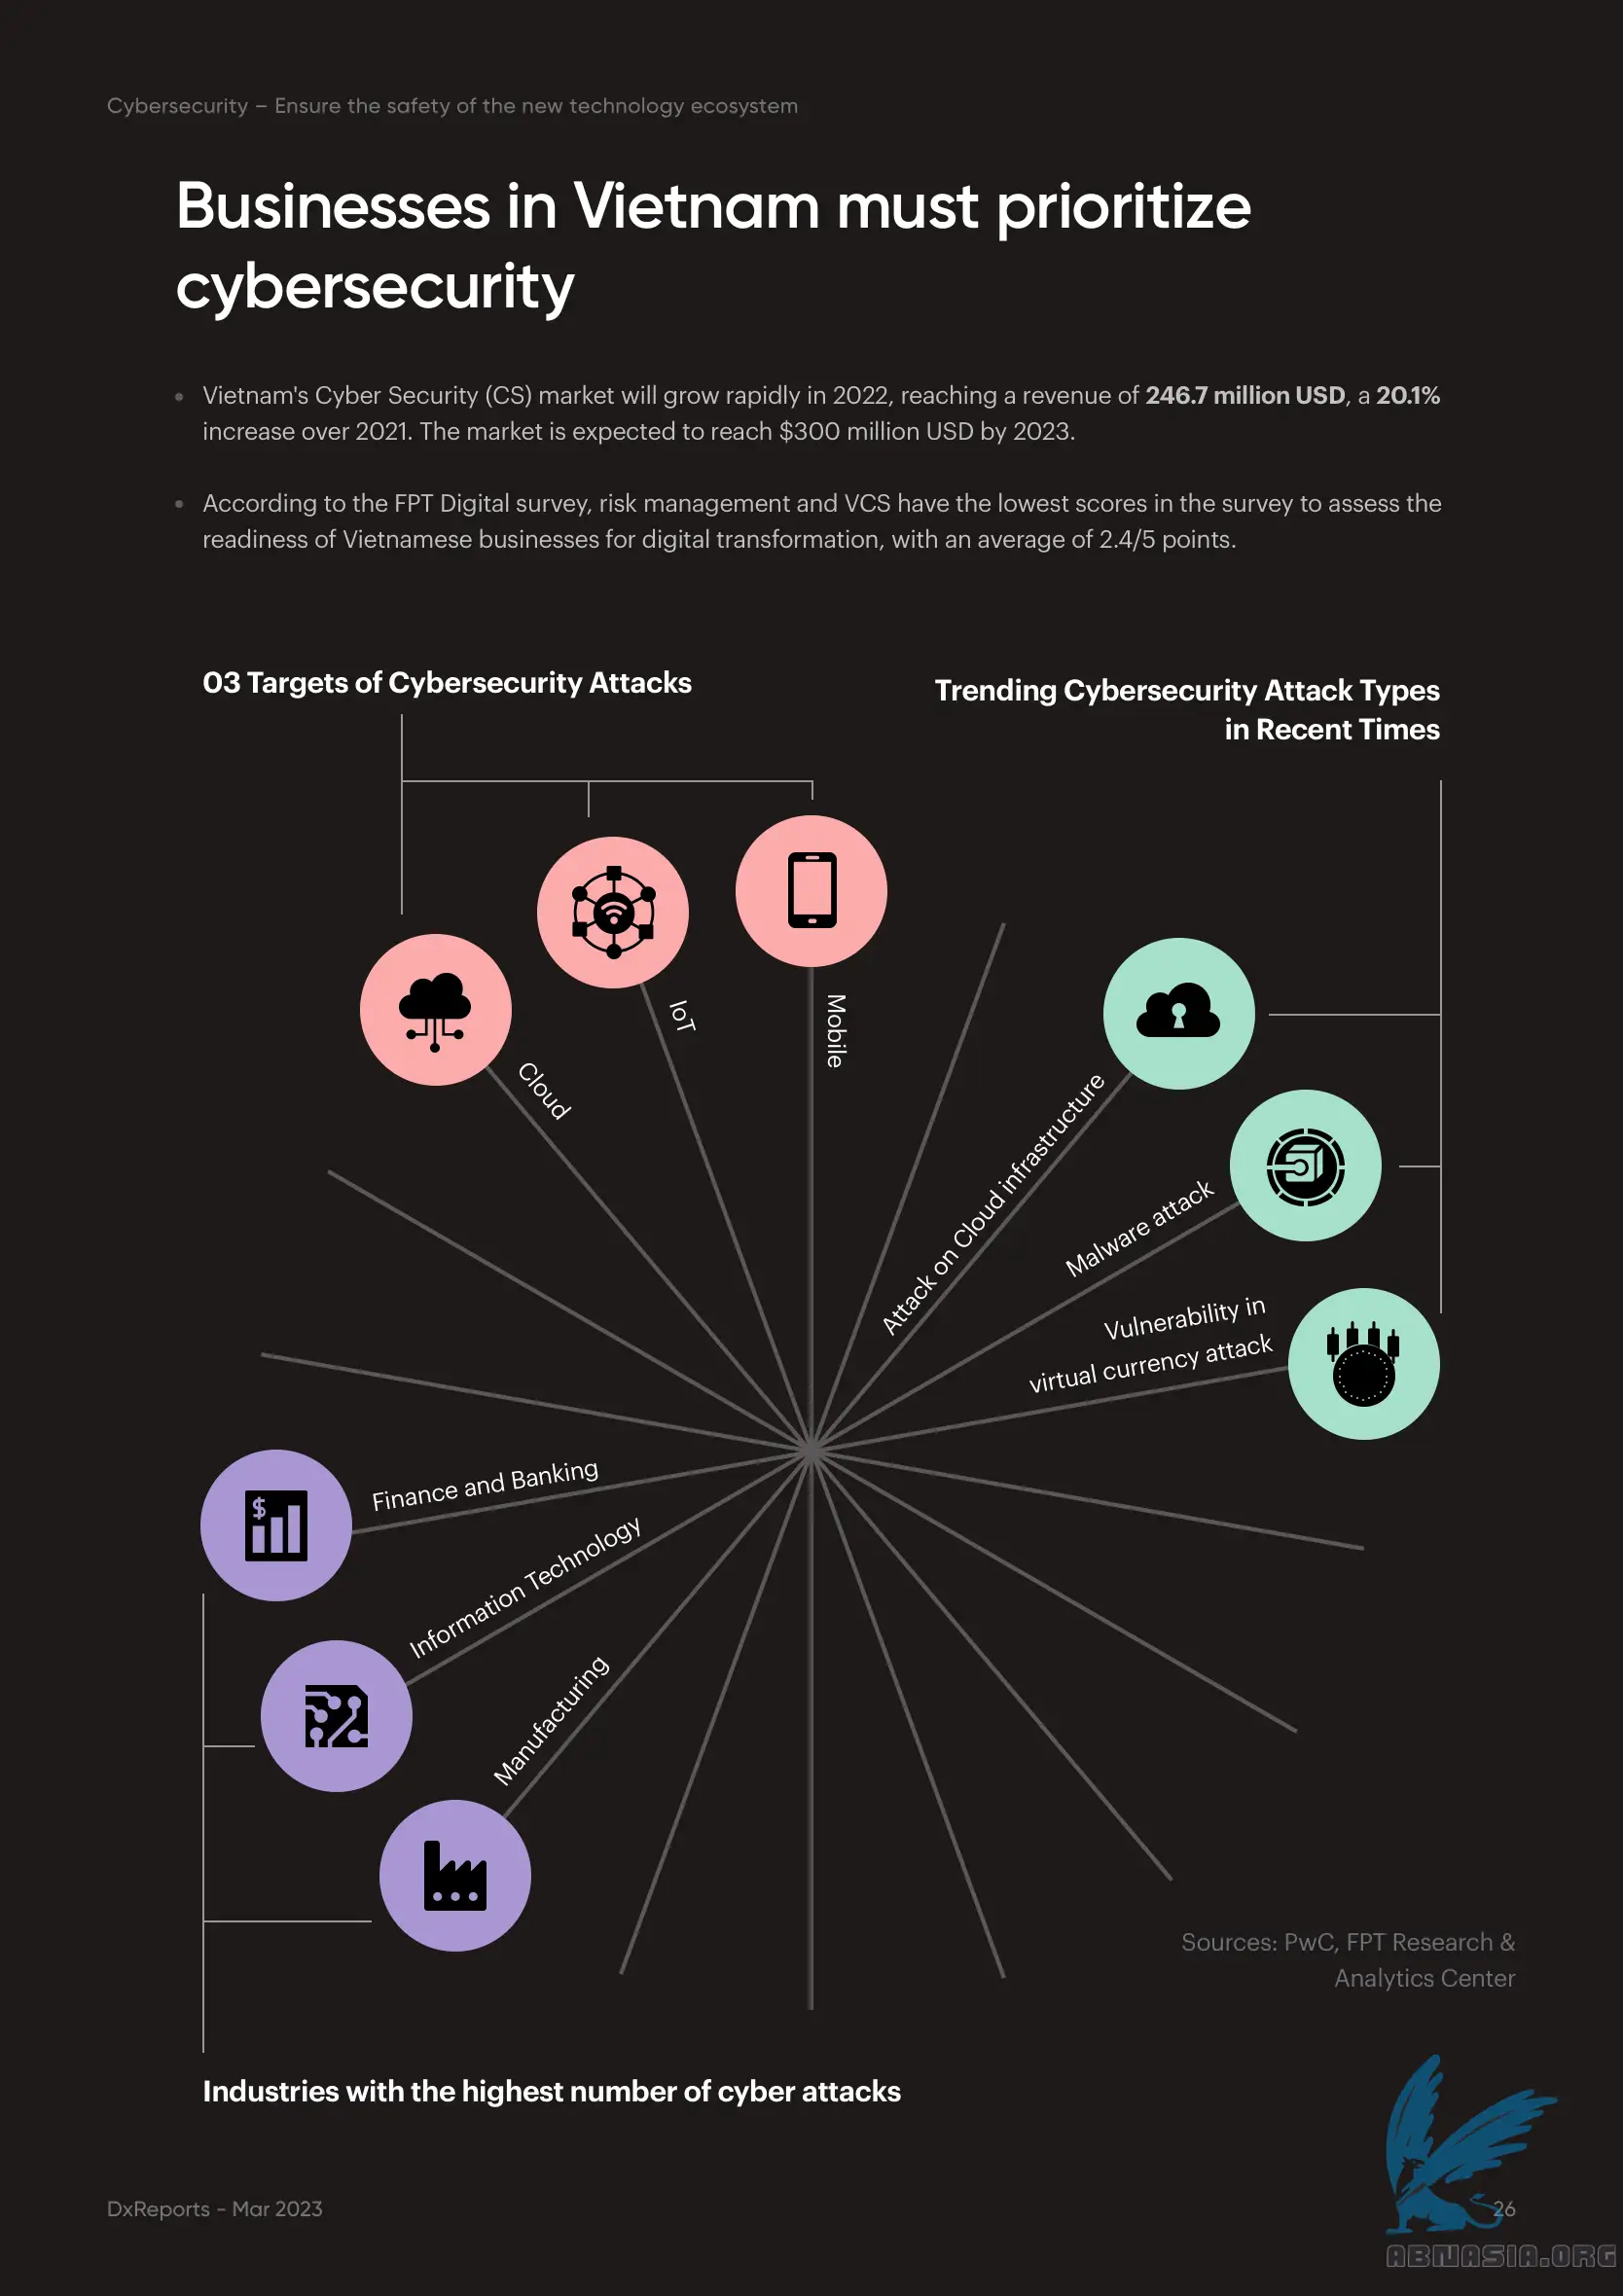 Cybersecurity – Ensure the safety of the new technology ecosystem
Businesses in Vietnam must prioritize
cybersecurity
Vietnam's Cyber Security (CS) market will grow rapidly in 2022, reaching a revenue of 246.7 million USD, a 20.1%
increase over 2021. The market is expected to reach $300 million USD by 2023.
According to the FPT Digital survey, risk management and VCS have the lowest scores in the survey to assess the
readiness of Vietnamese businesses for digital transformation, with an average of 2.4/5 points.
03 Targets of Cybersecurity Attacks
Cloud
IoT
Mobile
Trending Cybersecurity Attack Types
in Recent Times
Attack on Cloud infrastructure
Malware attack
Vulnerability in
virtual currency attack
Finance and Banking
Information Technology
Manufacturing
$
Industries with the highest number of cyber attacks
Sources: PwC, FPT Research &
Analytics Center
DxReports - Mar 2023
26
ABNASIA.ORG